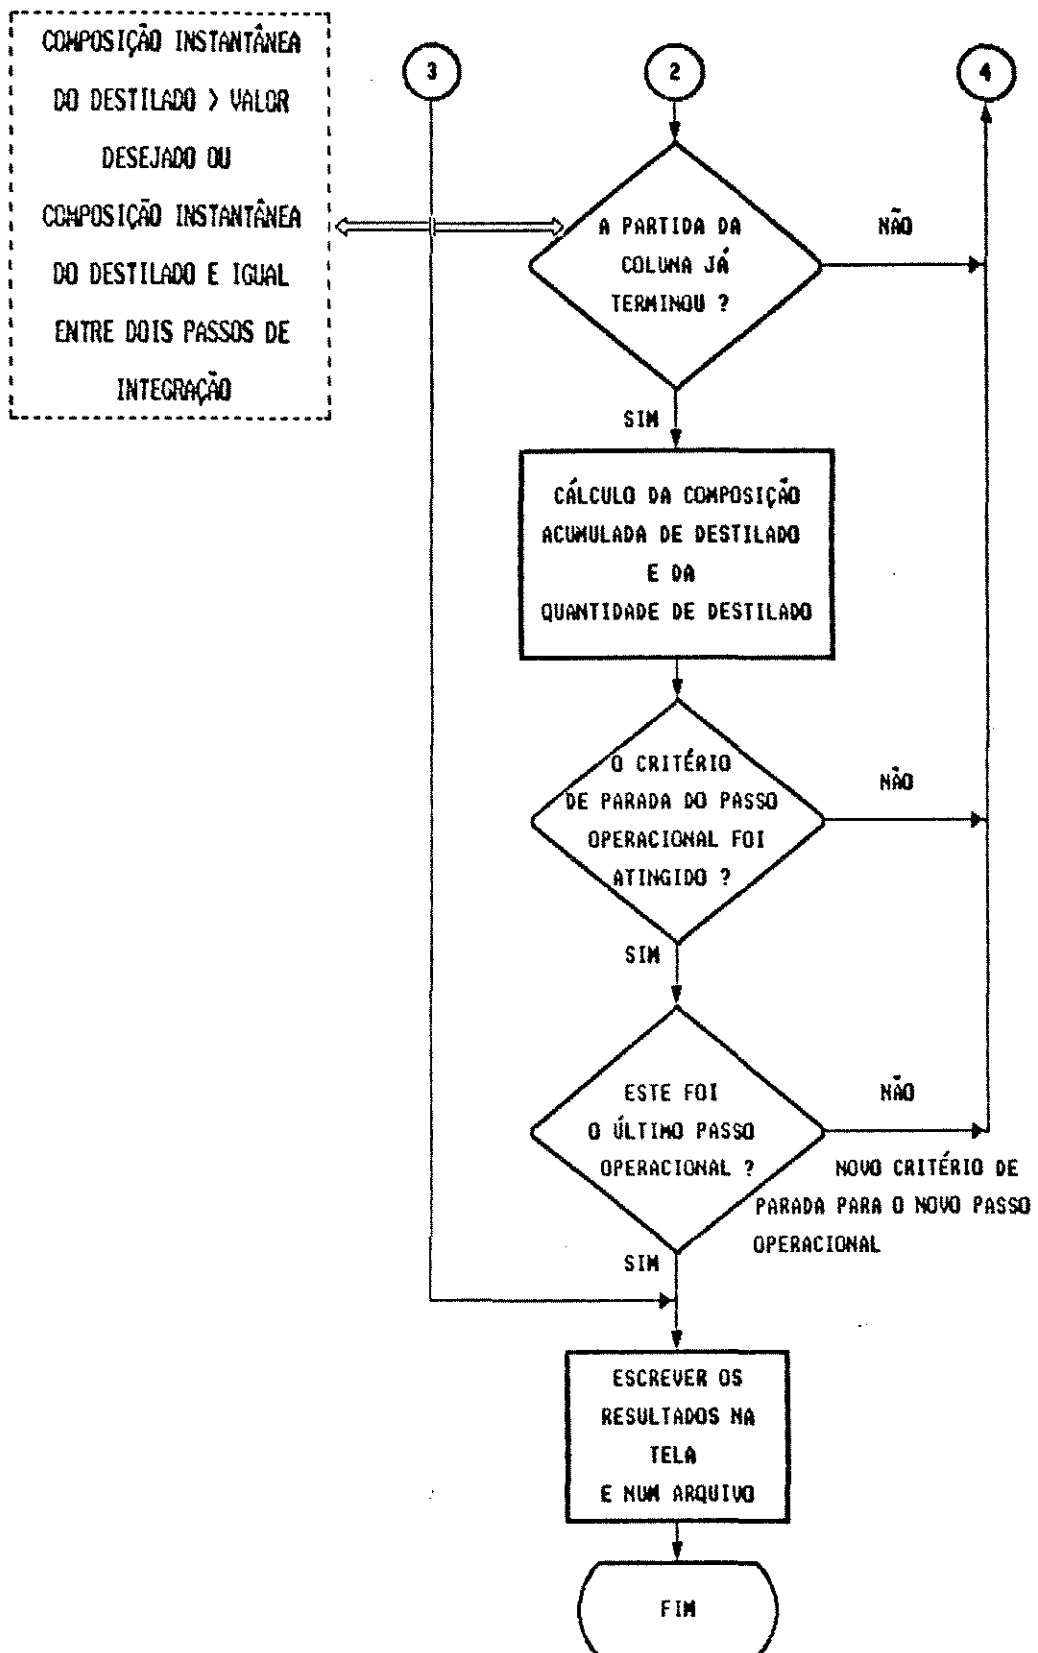 COMPOSIÇÃO INSTANTÂNEA
DO DESTILADO > VALOR
DESEJADO OU
COMPOSIÇÃO INSTANTÂNEA
DO DESTILADO E IGUAL
ENTRE DOIS PASSOS DE
INTEGRAÇÃO
3
2
4
A PARTIDA DA
COLUNA JÁ
TERMINOU ?
NÃO
SIM
CÁLCULO DA COMPOSIÇÃO
ACUMULADA DE DESTILADO
E DA
QUANTIDADE DE DESTILADO
O CRITÉRIO
DE PARADA DO PASSO
OPERACIONAL FOI
ATINGIDO ?
NÃO
SIM
ESTE FOI
O ÚLTIMO PASSO
OPERACIONAL ?
NÃO
NOVO CRITÉRIO DE
PARADA PARA O NOVO PASSO
OPERACIONAL
SIM
ESCREVER OS
RESULTADOS NA
TELA
E NUM ARQUIVO
FIM